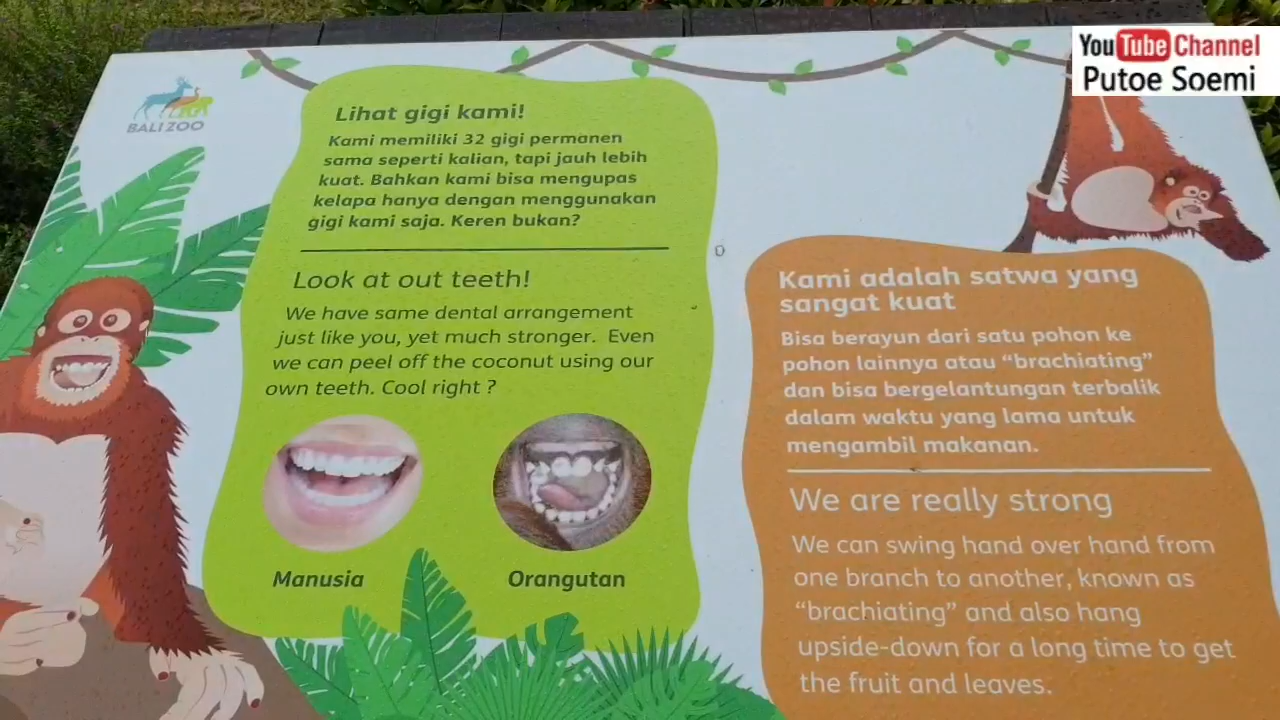 YouTube Channel
Putoe Soemi
BALI ZOO
Lihat gigi kami!
Kami memiliki 32 gigi permanen
sama seperti kalian, tapi jauh lebih
kuat. Bahkan kami bisa mengupas
kelapa hanya dengan menggunakan
gigi kami saja. Keren bukan?
Look at out teeth!
We have same dental arrangement
just like you, yet much stronger. Even
we can peel off the coconut using our
own teeth. Cool right ?
Manusia
Orangutan
Kami adalah satwa yang
sangat kuat
Bisa berayun dari satu pohon ke
pohon lainnya atau “brachiating”
dan bisa bergelantungan terbalik
dalam waktu yang lama untuk
mengambil makanan.
We are really strong
We can swing hand over hand from
one branch to another, known as
“brachiating” and also hang
upside-down for a long time to get
the fruit and leaves.